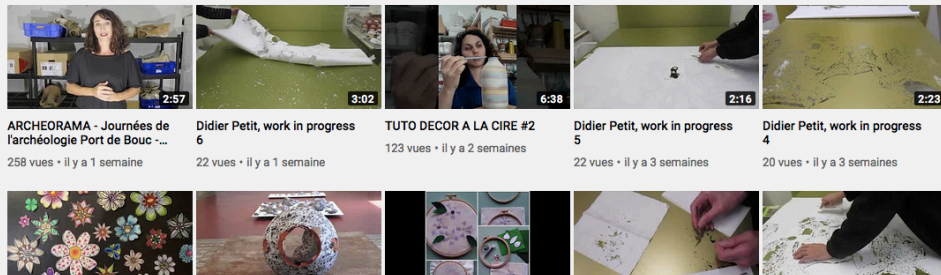 2:57
3:02
6:38
2:16
2:23
ARCHEORAMA - Journées de
l'archéologie Port de Bouc -...
258 vues • il y a 1 semaine
Didier Petit, work in progress
6
22 vues • il y a 1 semaine
TUTO DECOR A LA CIRE #2
123 vues • il y a 2 semaines
Didier Petit, work in progress
5
22 vues • il y a 3 semaines
Didier Petit, work in progress
4
20 vues • il y a 3 semaines